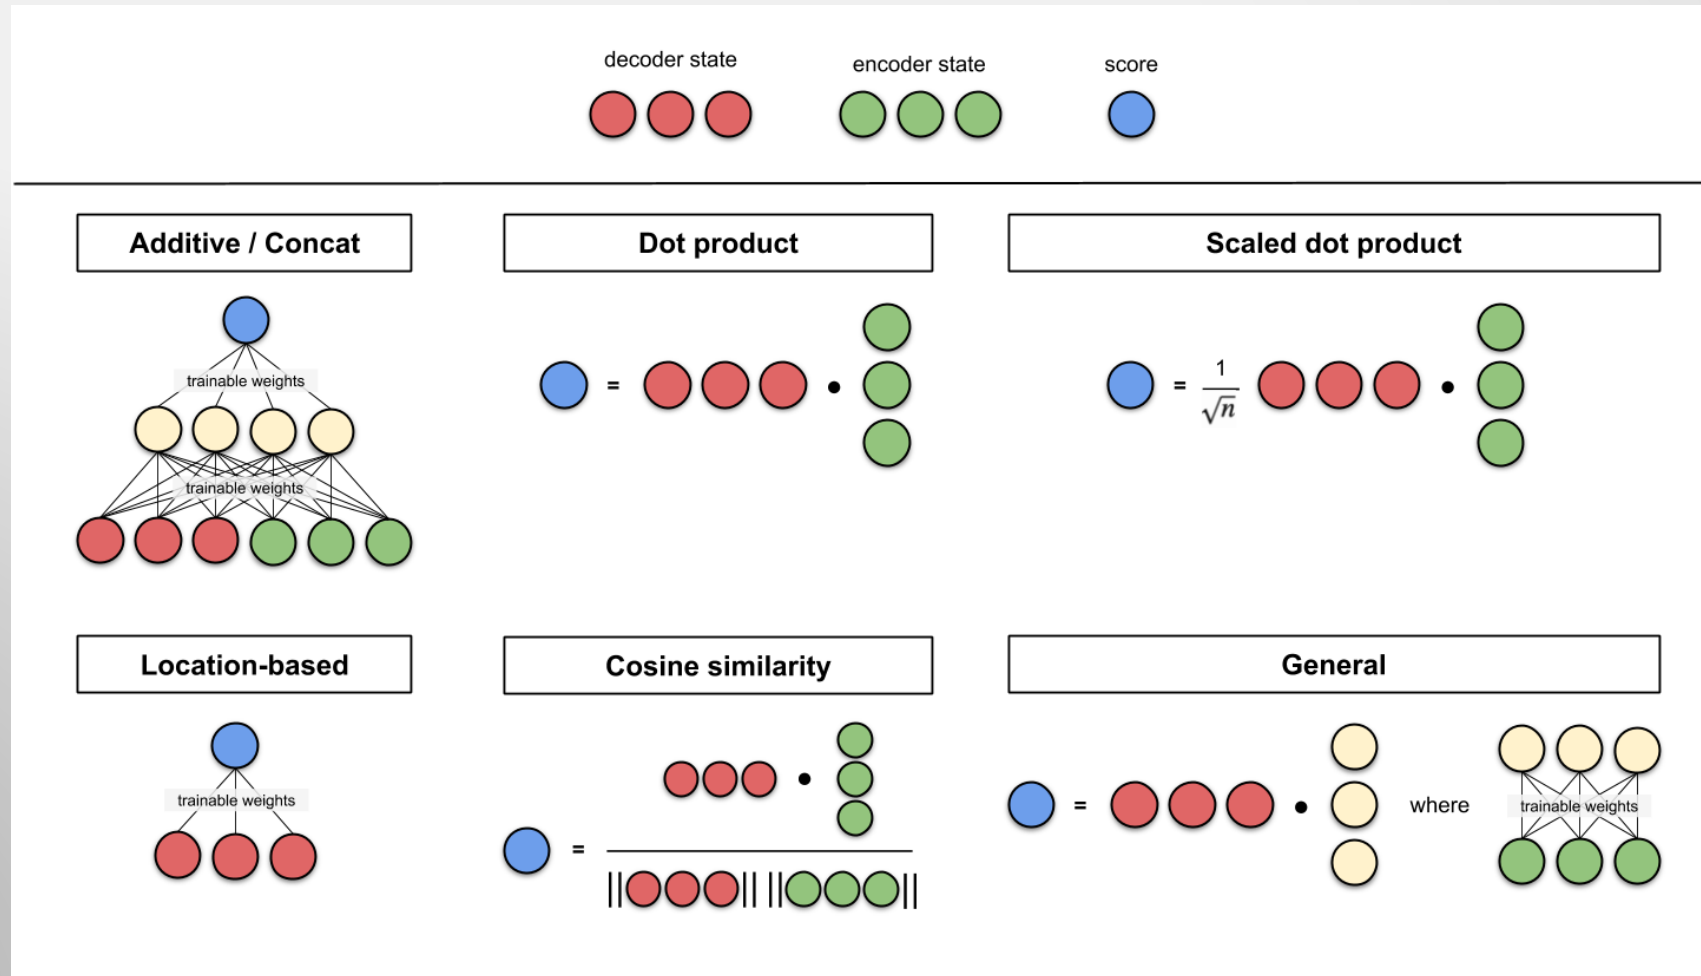 decoder state
encoder state
score
Additive / Concat
Dot product
Scaled dot product
trainable weights
trainable weights
=
•
= 1/√n
•
Location-based
Cosine similarity
General
trainable weights
•
=
|| || || ||
=
•
where
trainable weights